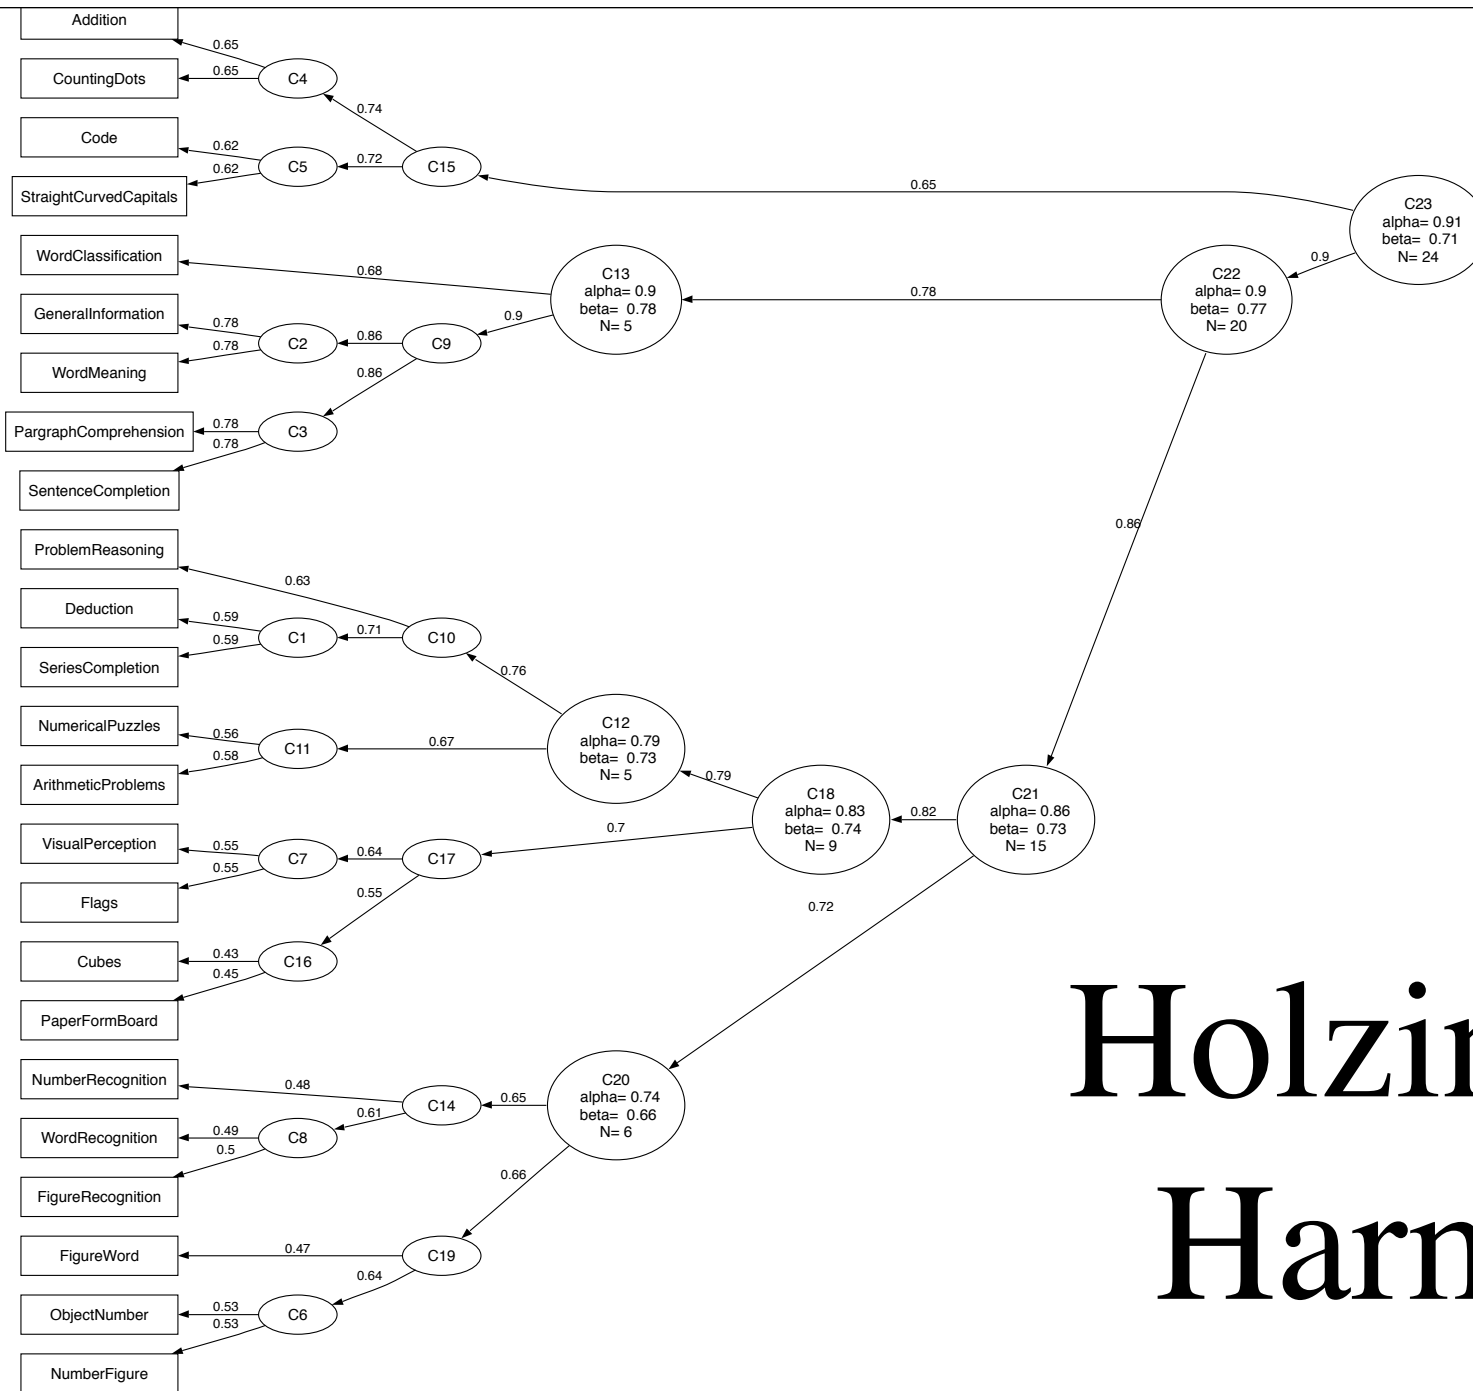 Addition
0.65
CountingDots
0.65
C4
0.74
Code
0.62
C5
0.72
C15
0.62
StraightCurvedCapitals
0.65
C23
alpha= 0.91
beta= 0.71
N= 24
0.9
WordClassification
0.68
C13
alpha= 0.9
beta= 0.78
N= 5
0.78
C22
alpha= 0.9
beta= 0.77
N= 20
GeneralInformation
0.78
C2
0.86
C9
0.9
0.78
WordMeaning
0.86
PargraphComprehension
0.78
C3
0.78
SentenceCompletion
0.86
ProblemReasoning
0.63
Deduction
0.59
C1
0.71
C10
0.59
SeriesCompletion
0.76
NumericalPuzzles
0.56
C11
0.67
C12
alpha= 0.79
beta= 0.73
N= 5
0.58
ArithmeticProblems
0.79
C18
alpha= 0.83
beta= 0.74
N= 9
0.82
C21
alpha= 0.86
beta= 0.73
N= 15
VisualPerception
0.55
C7
0.64
C17
0.7
0.55
Flags
0.55
0.72
Cubes
0.43
C16
0.45
PaperFormBoard
NumberRecognition
0.48
C14
0.65
C20
alpha= 0.74
beta= 0.66
N= 6
0.61
WordRecognition
0.49
C8
0.5
FigureRecognition
0.66
FigureWord
0.47
C19
0.64
ObjectNumber
0.53
C6
0.53
NumberFigure
Holzin
Harm